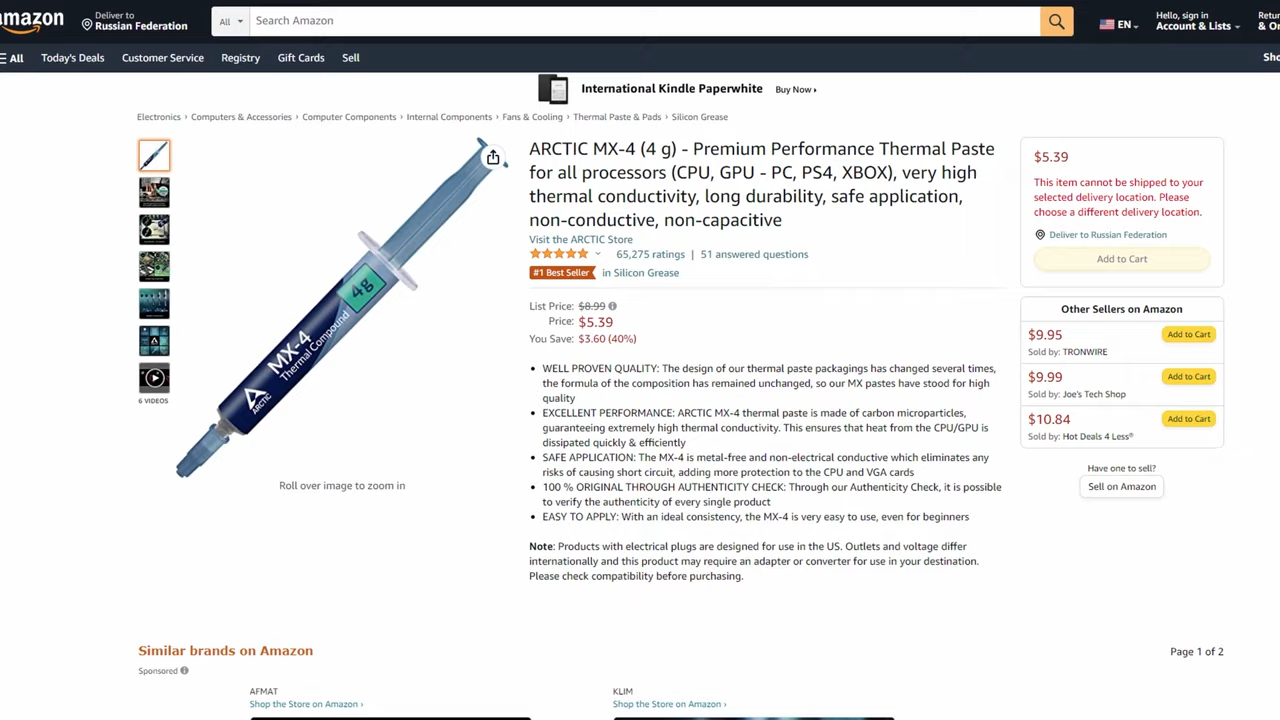 amazon
Deliver to
Russian Federation
All
Search Amazon
EN
Hello, sign in
Account & Lists
All
Today's Deals
Customer Service
Registry
Gift Cards
Sell
International Kindle Paperwhite
Buy Now
Electronics › Computers & Accessories › Computer Components › Internal Components › Fans & Cooling › Thermal Paste & Pads › Silicon Grease
4g
MX-4
Thermal Compound
ARCTIC
6 VIDEOS
Roll over image to zoom in
ARCTIC MX-4 (4 g) - Premium Performance Thermal Paste
for all processors (CPU, GPU - PC, PS4, XBOX), very high
thermal conductivity, long durability, safe application,
non-conductive, non-capacitive
Visit the ARCTIC Store
65,275 ratings | 51 answered questions
#1 Best Seller in Silicon Grease
List Price: $8.99
Price: $5.39
You Save: $3.60 (40%)
• WELL PROVEN QUALITY: The design of our thermal paste packagings has changed several times,
the formula of the composition has remained unchanged, so our MX pastes have stood for high
quality
• EXCELLENT PERFORMANCE: ARCTIC MX-4 thermal paste is made of carbon microparticles,
guaranteeing extremely high thermal conductivity. This ensures that heat from the CPU/GPU is
dissipated quickly & efficiently
• SAFE APPLICATION: The MX-4 is metal-free and non-electrical conductive which eliminates any
risks of causing short circuit, adding more protection to the CPU and VGA cards
• 100 % ORIGINAL THROUGH AUTHENTICITY CHECK: Through our Authenticity Check, it is possible
to verify the authenticity of every single product
• EASY TO APPLY: With an ideal consistency, the MX-4 is very easy to use, even for beginners
Note: Products with electrical plugs are designed for use in the US. Outlets and voltage differ
internationally and this product may require an adapter or converter for use in your destination.
Please check compatibility before purchasing.
$5.39
This item cannot be shipped to your
selected delivery location. Please
choose a different delivery location.
Deliver to Russian Federation
Add to Cart
Other Sellers on Amazon
$9.95
Add to Cart
Sold by: TRONWIRE
$9.99
Add to Cart
Sold by: Joe's Tech Shop
$10.84
Add to Cart
Sold by: Hot Deals 4 Less®
Have one to sell?
Sell on Amazon
Similar brands on Amazon
Page 1 of 2
Sponsored
AFMAT
Shop the Store on Amazon ›
KLIM
Shop the Store on Amazon ›